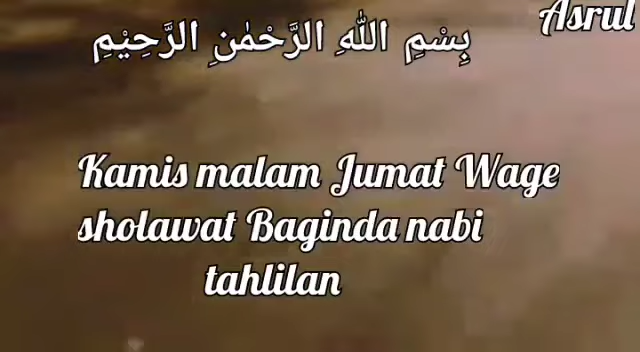 Asrul
بِسْمِ اللّٰهِ الرَّحْمٰنِ الرَّحِيْمِ
Kamis malam Jumat Wage
sholawat Baginda nabi
tahlilan